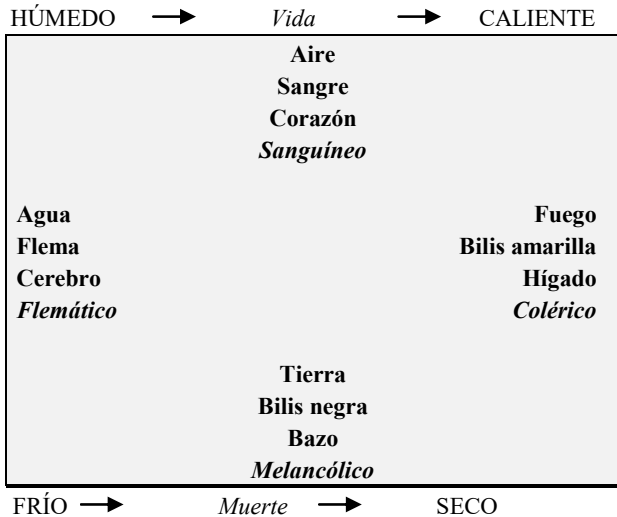 HÚMEDO → Vida → CALIENTE
Aire
Sangre
Corazón
Sanguíneo
Agua Fuego
Flema Bilis amarilla
Cerebro Hígado
Flemático Colérico
Tierra
Bilis negra
Bazo
Melancólico
FRÍO → Muerte → SECO